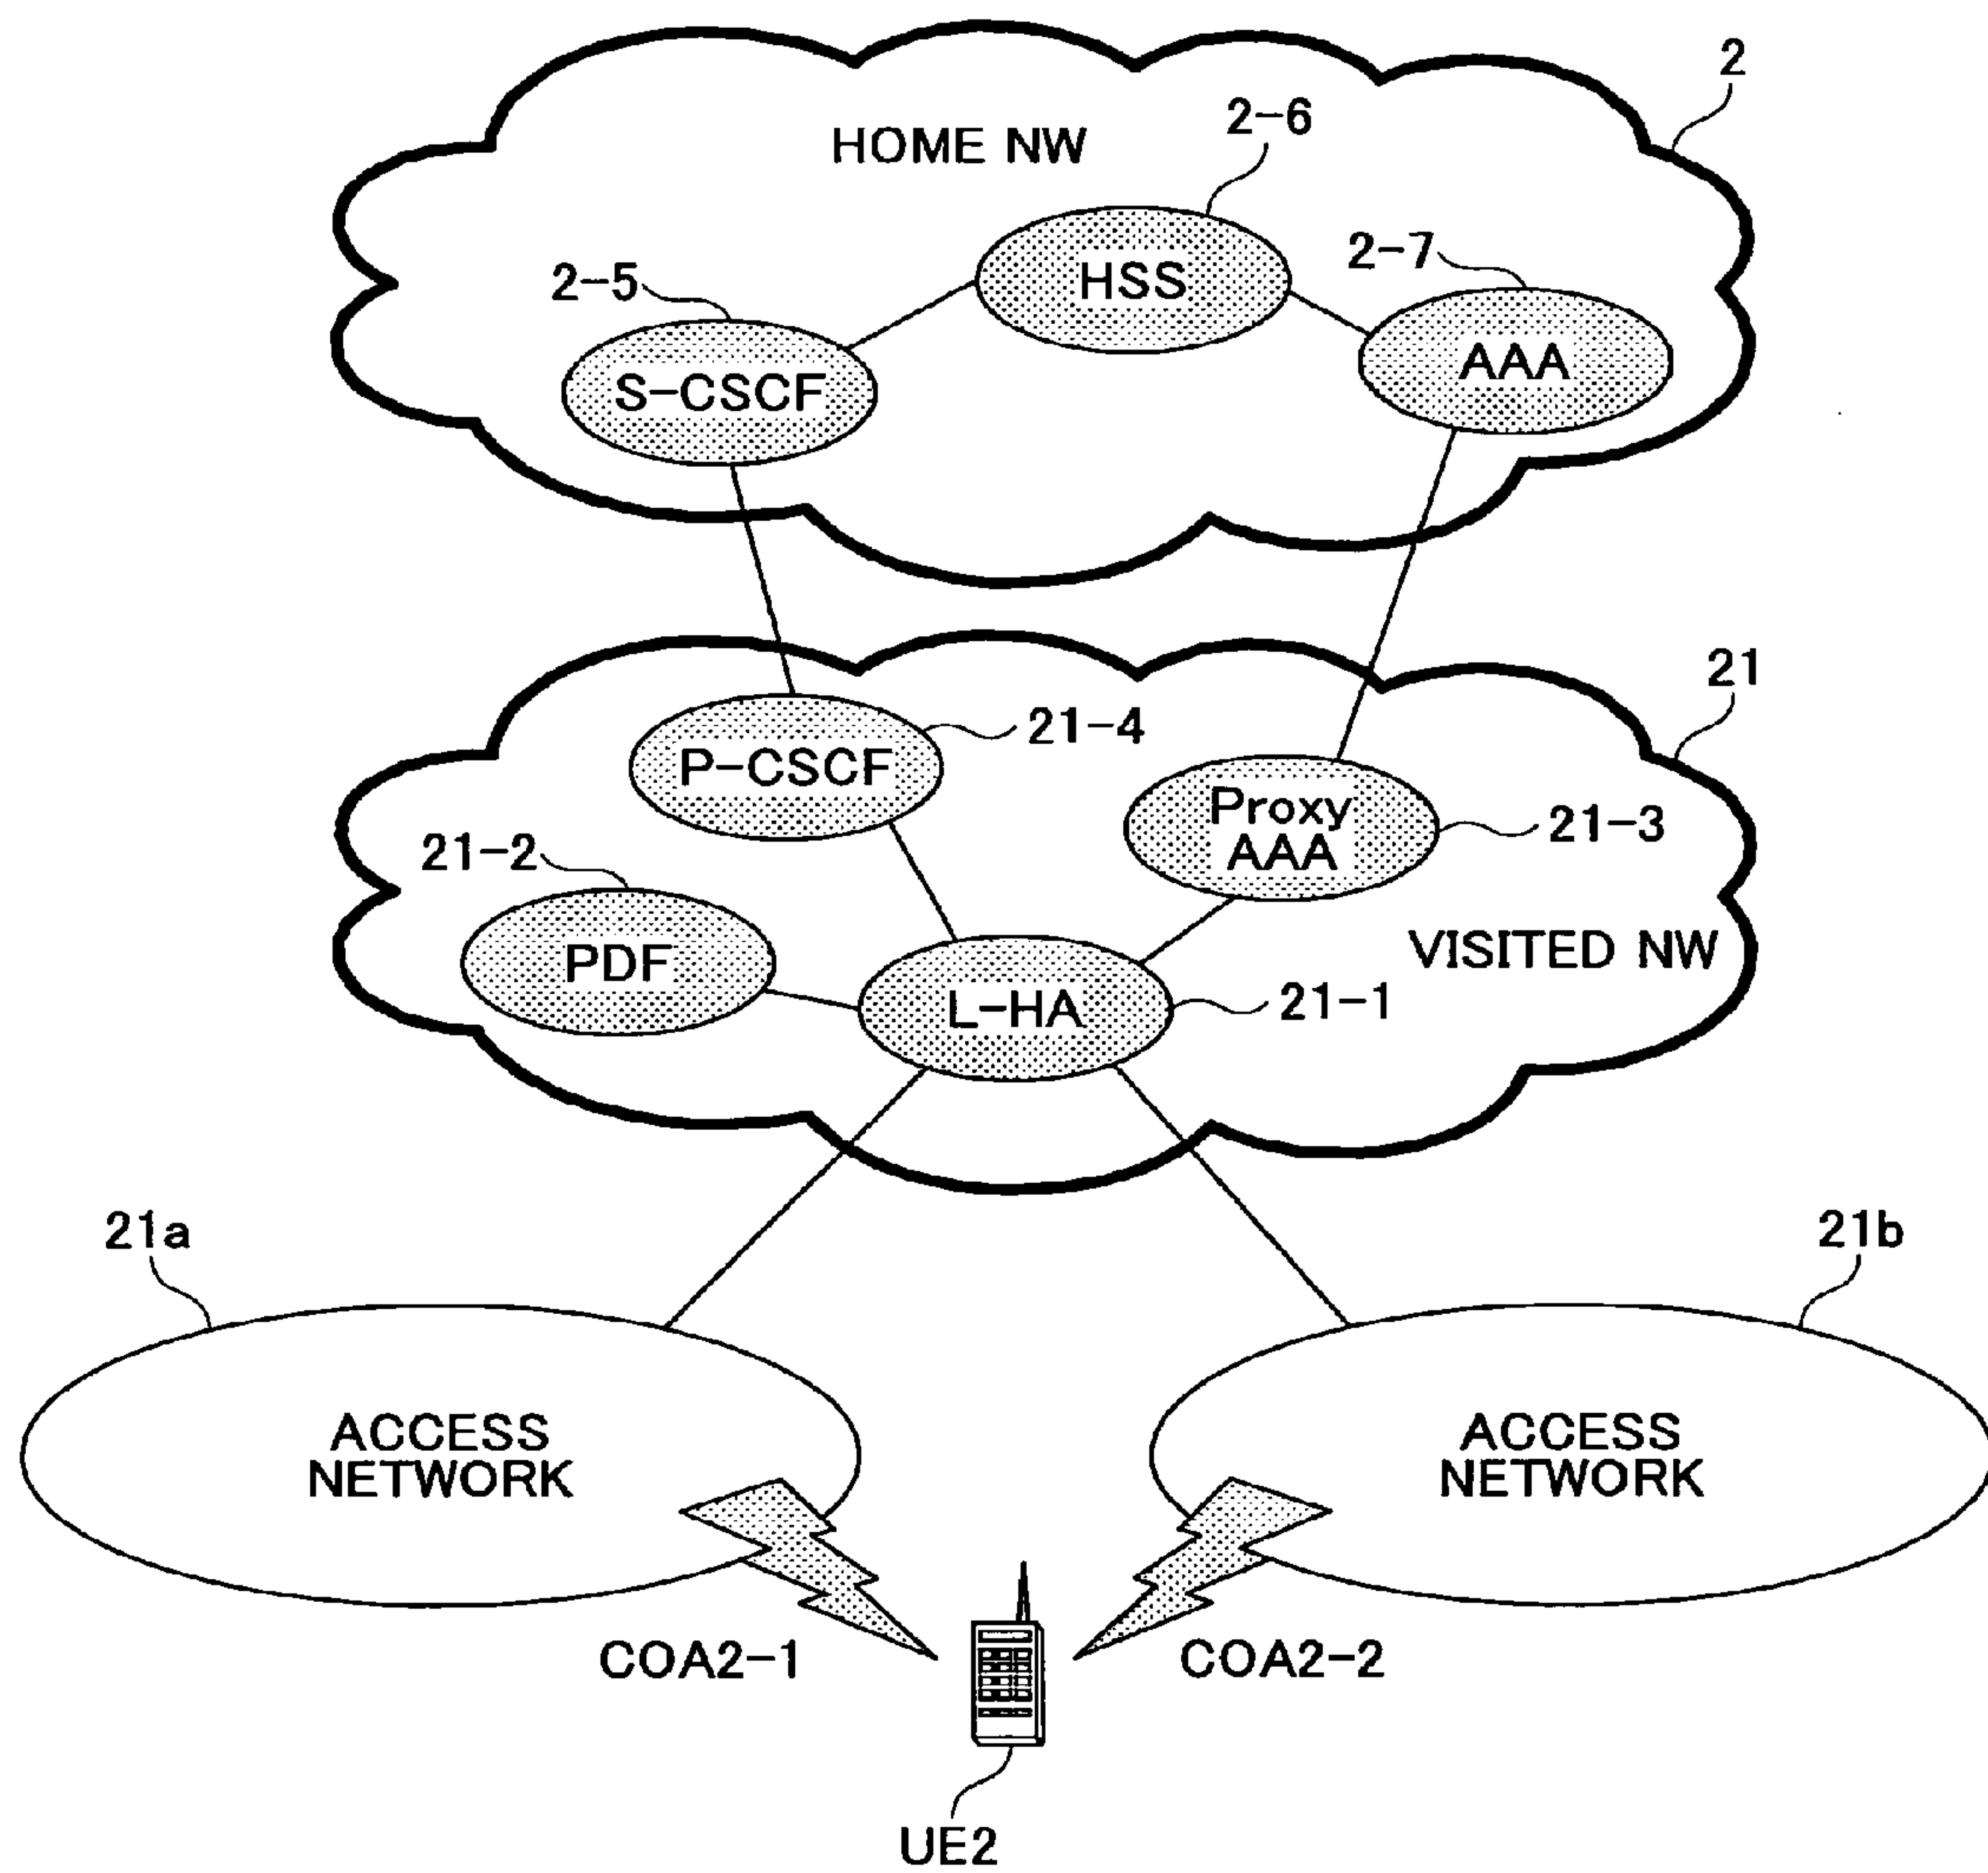 2
HOME NW
2-6
HSS
2-7
AAA
2-5
S-CSCF
21
P-CSCF
21-4
Proxy
AAA
21-3
21-2
PDF
VISITED NW
L-HA
21-1
21a
21b
ACCESS
NETWORK
ACCESS
NETWORK
COA2-1
COA2-2
UE2